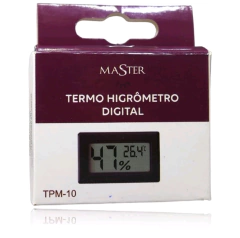 MASTER
TERMO HIGRÔMETRO
DIGITAL
47% 26.4
TPM-10